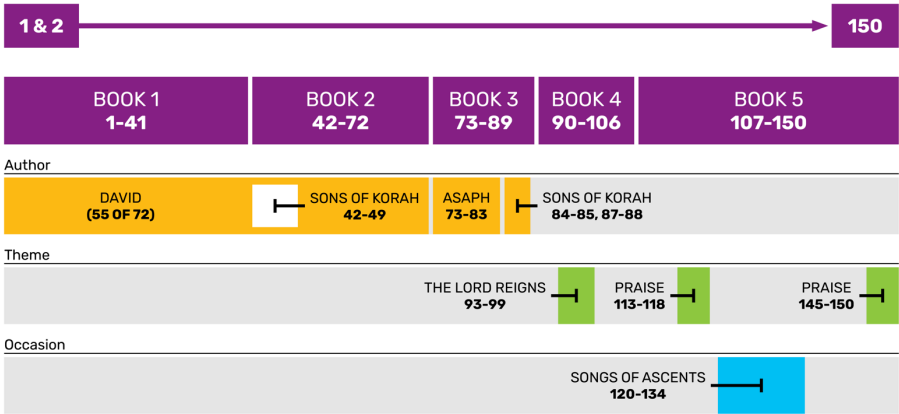 1 & 2
150
BOOK 1
1-41
BOOK 2
42-72
BOOK 3
73-89
BOOK 4
90-106
BOOK 5
107-150
Author
DAVID
(55 OF 72)
SONS OF KORAH
42-49
ASAPH
73-83
SONS OF KORAH
84-85, 87-88
Theme
THE LORD REIGNS
93-99
PRAISE
113-118
PRAISE
145-150
Occasion
SONGS OF ASCENTS
120-134